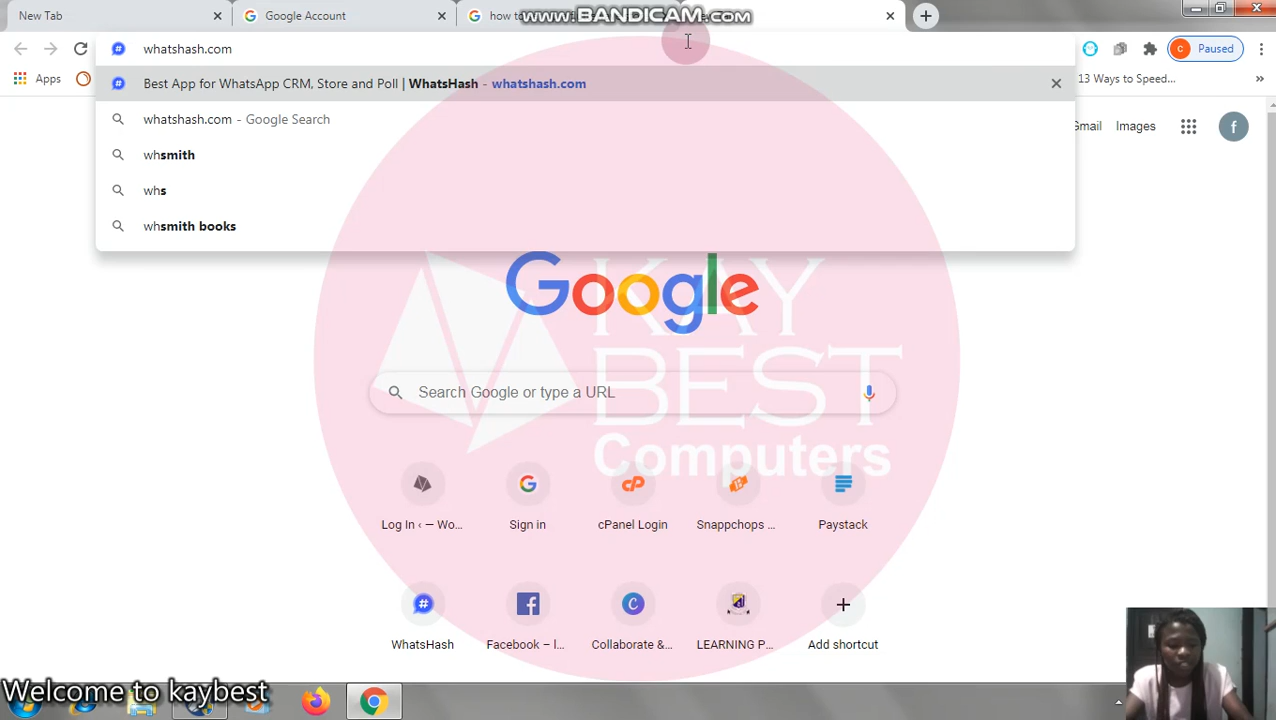 New Tab
Google Account
how to
www.BANDICAM.com
whatshash.com
Paused
Best App for WhatsApp CRM, Store and Poll | WhatsHash - whatshash.com
Apps
13 Ways to Speed...
»
whatshash.com - Google Search
Gmail
Images
f
whsmith
whs
whsmith books
Google
KAY
BEST
Computers
Search Google or type a URL
Log In ‹ — Wo...
Sign in
cPanel Login
Snappchops ...
Paystack
WhatsHash
Facebook – l...
Collaborate &...
LEARNING P...
Add shortcut
Welcome to kaybest